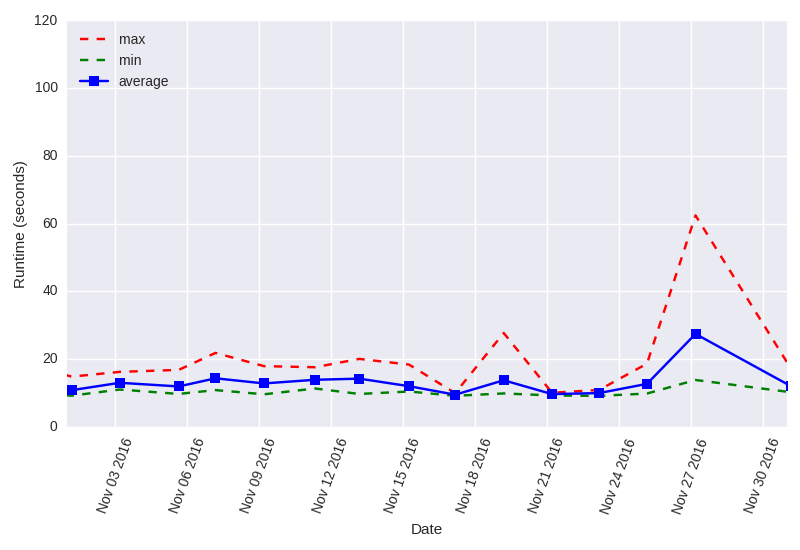 120
100
80
60
40
20
0
Runtime (seconds)
max
min
average
Nov 03 2016
Nov 06 2016
Nov 09 2016
Nov 12 2016
Nov 15 2016
Nov 18 2016
Nov 21 2016
Nov 24 2016
Nov 27 2016
Nov 30 2016
Date